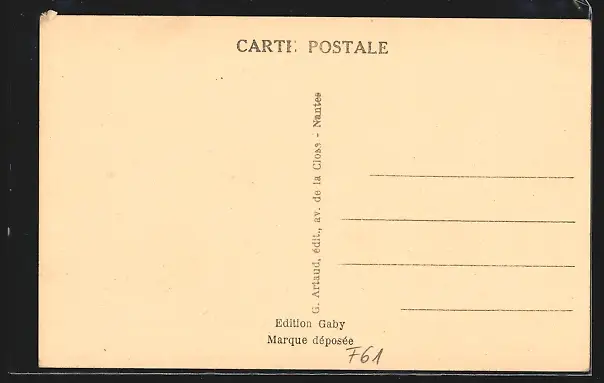 CARTE POSTALE
G. Artaud, édit., av. de la Close - Nantes
Edition Gaby
Marque déposée
F61